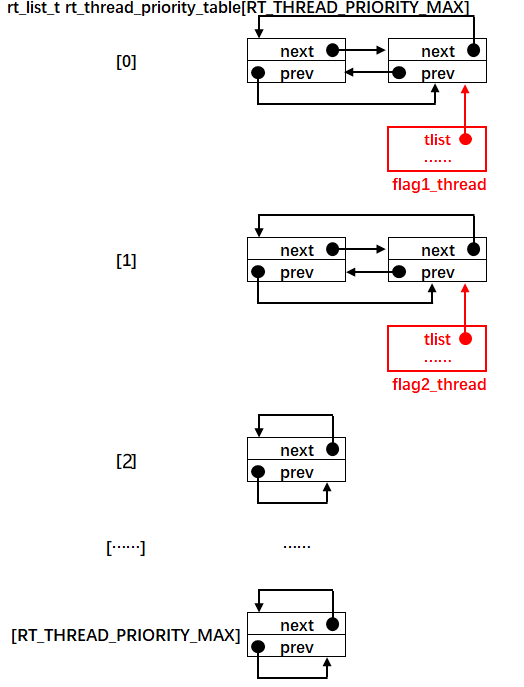 rt_list_t rt_thread_priority_table[RT_THREAD_PRIORITY_MAX]
[0]
next next
prev prev
tlist
······
flag1_thread
[1]
next next
prev prev
tlist
······
flag2_thread
[2]
next
prev
[······] ······
next
[RT_THREAD_PRIORITY_MAX] prev